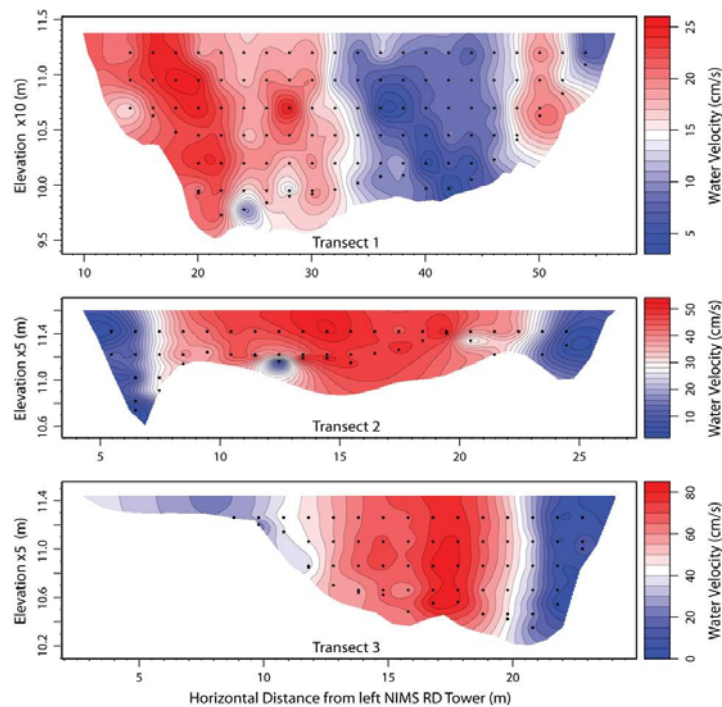 11.5
11.0
10.5
10.0
9.5
Elevation x10 (m)
Transect 1
10 20 30 40 50
25
20
15
10
5
Water Velocity (cm/s)
11.4
11.0
10.6
Elevation x5 (m)
Transect 2
5 10 15 20 25
50
40
30
20
10
Water Velocity (cm/s)
11.4
11.0
10.6
10.2
Elevation x5 (m)
Transect 3
5 10 15 20
80
60
40
20
0
Water Velocity (cm/s)
Horizontal Distance from left NIMS RD Tower (m)